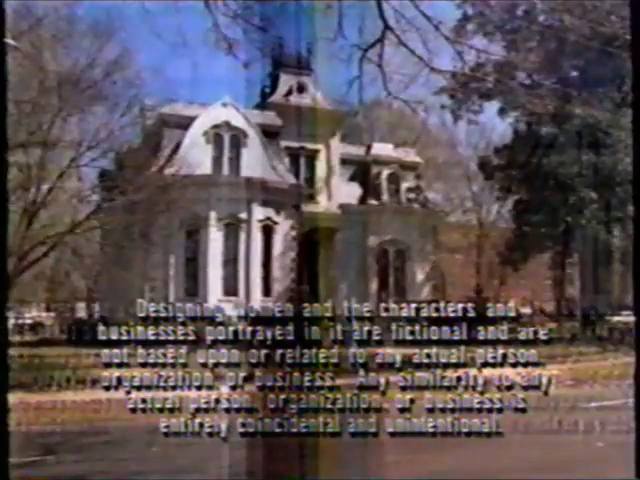 Designing Women and the characters and
businesses portrayed in it are fictional and are
not based upon or related to any actual person,
organization, or business. Any similarity to any
actual person, organization, or business is
entirely coincidental and unintentional.